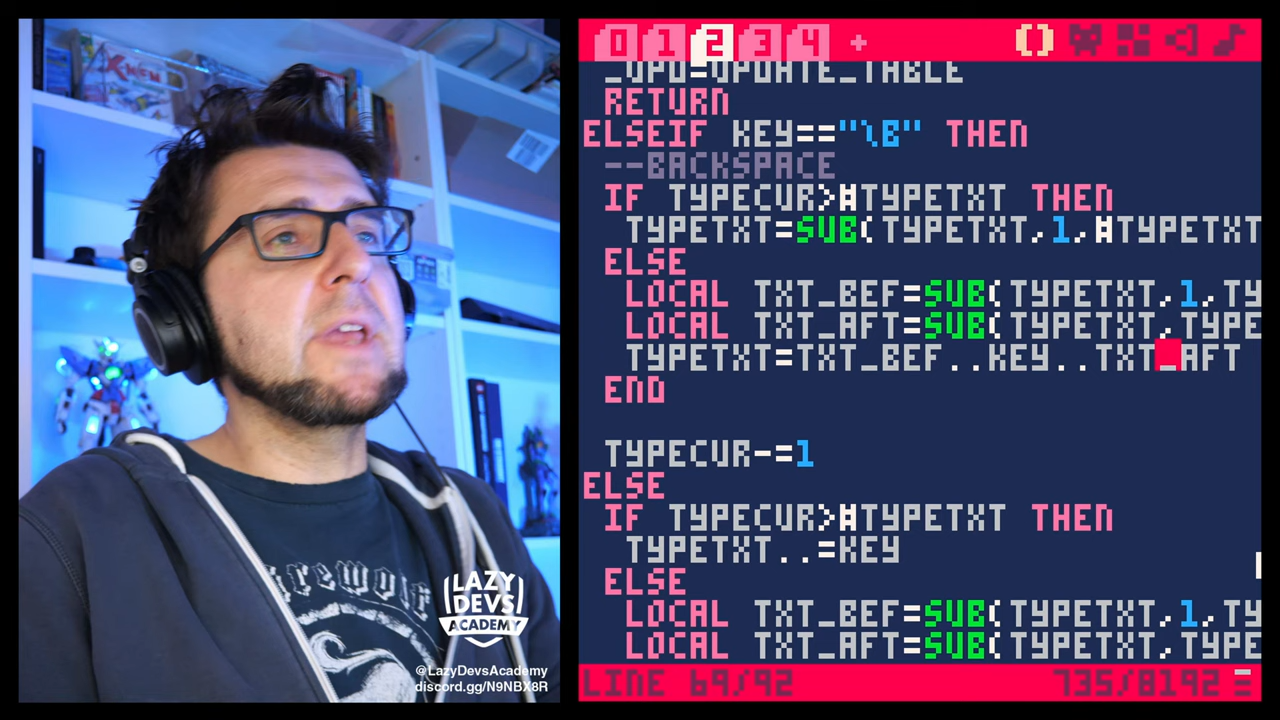 X-MEN
LAZY
DEVS
ACADEMY
@LazyDevsAcademy
discord.gg/N9NBX8R
0 1 2 3 4 +
_UPD=UPDATE_TABLE
RETURN
ELSEIF KEY=="\B" THEN
--BACKSPACE
IF TYPECUR>#TYPETXT THEN
TYPETXT=SUB(TYPETXT,1,#TYPETXT
ELSE
LOCAL TXT_BEF=SUB(TYPETXT,1,TY
LOCAL TXT_AFT=SUB(TYPETXT,TYPE
TYPETXT=TXT_BEF..KEY..TXT_AFT
END
TYPECUR-=1
ELSE
IF TYPECUR>#TYPETXT THEN
TYPETXT..=KEY
ELSE
LOCAL TXT_BEF=SUB(TYPETXT,1,TY
LOCAL TXT_AFT=SUB(TYPETXT,TYPE
LINE 69/92
735/8192